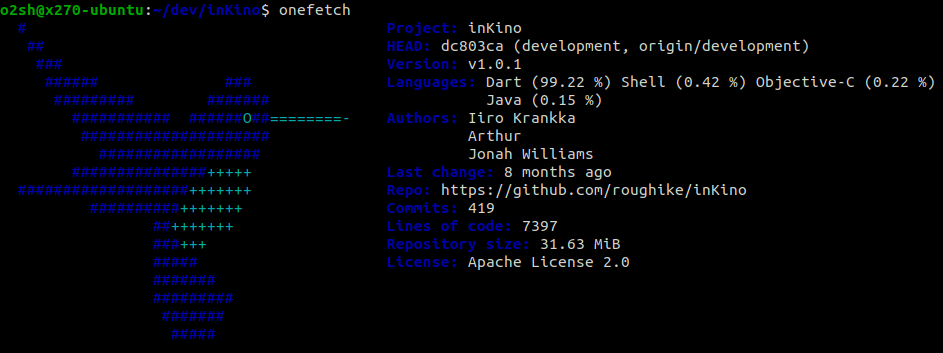 o2sh@x270-ubuntu:~/dev/inKino$ onefetch
  #                                        Project: inKino
   ##                                      HEAD: dc803ca (development, origin/development)
    ###                                    Version: v1.0.1
     ######              ###               Languages: Dart (99.22 %) Shell (0.42 %) Objective-C (0.22 %)
      #########        #######                        Java (0.15 %)
        ###########  ######O##========-    Authors: Iiro Krankka
         #####################                      Arthur
           ##################                       Jonah Williams
        ###############+++++               Last change: 8 months ago
  ###################+++++++               Repo: https://github.com/roughike/inKino
          ##########+++++++                Commits: 419
                 ##+++++++                 Lines of code: 7397
                 ###+++                    Repository size: 31.63 MiB
                 #####                     License: Apache License 2.0
                 #######
                 #########
                  #######
                   #####